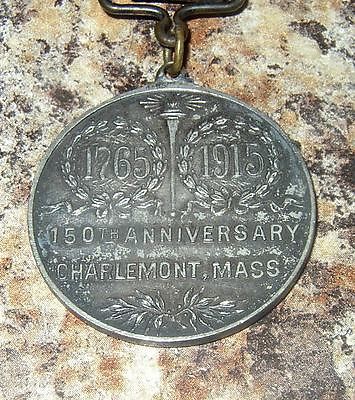 1765 1915
150TH ANNIVERSARY
CHARLEMONT, MASS.